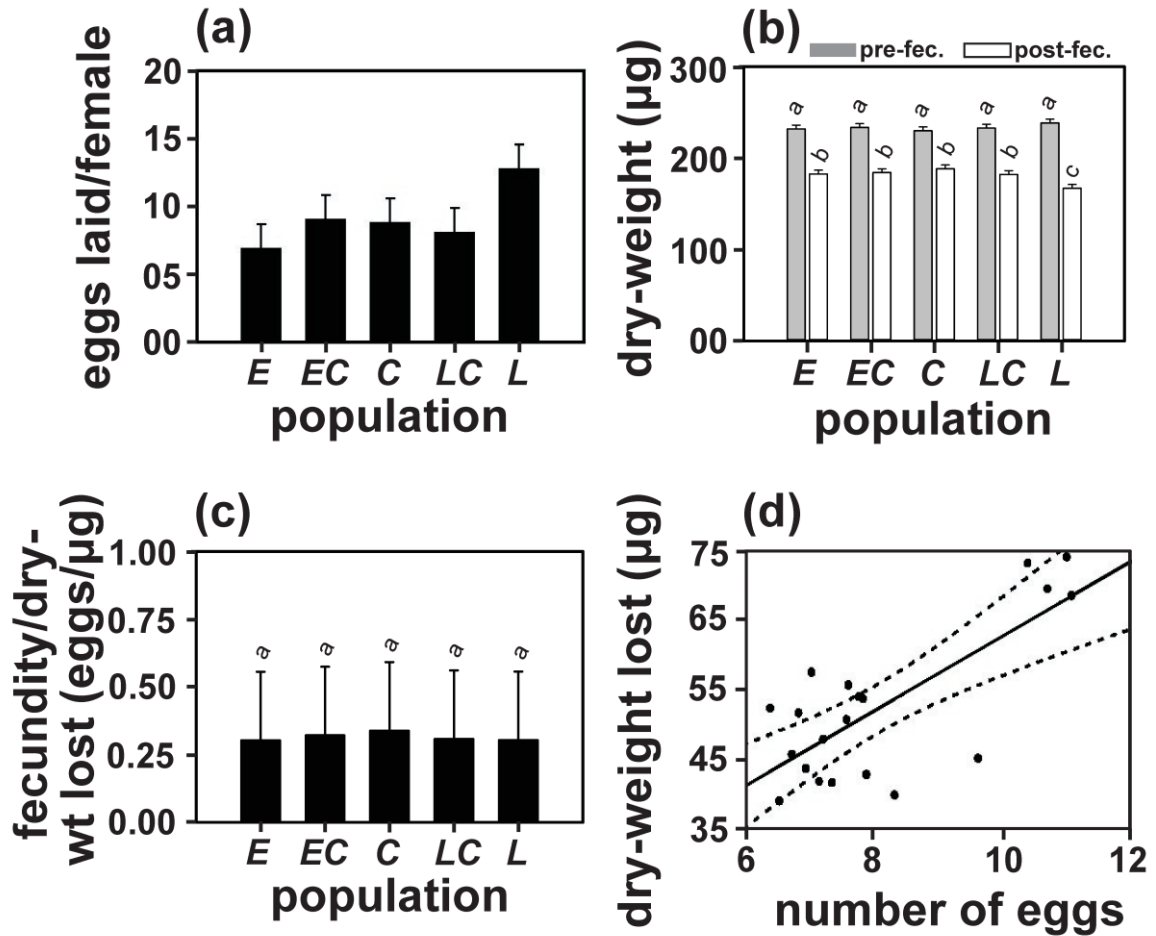 (a)
eggs laid/female
20
15
10
05
00
E EC C LC L
population
(b)
pre-fec. post-fec.
dry-weight (µg)
300
200
100
00
a b a b a b a b a c
E EC C LC L
population
(c)
fecundity/dry-
wt lost (eggs/µg)
1.00
0.75
0.50
0.25
0.00
a a a a a
E EC C LC L
population
(d)
dry-weight lost (µg)
75
65
55
45
35
6 8 10 12
number of eggs